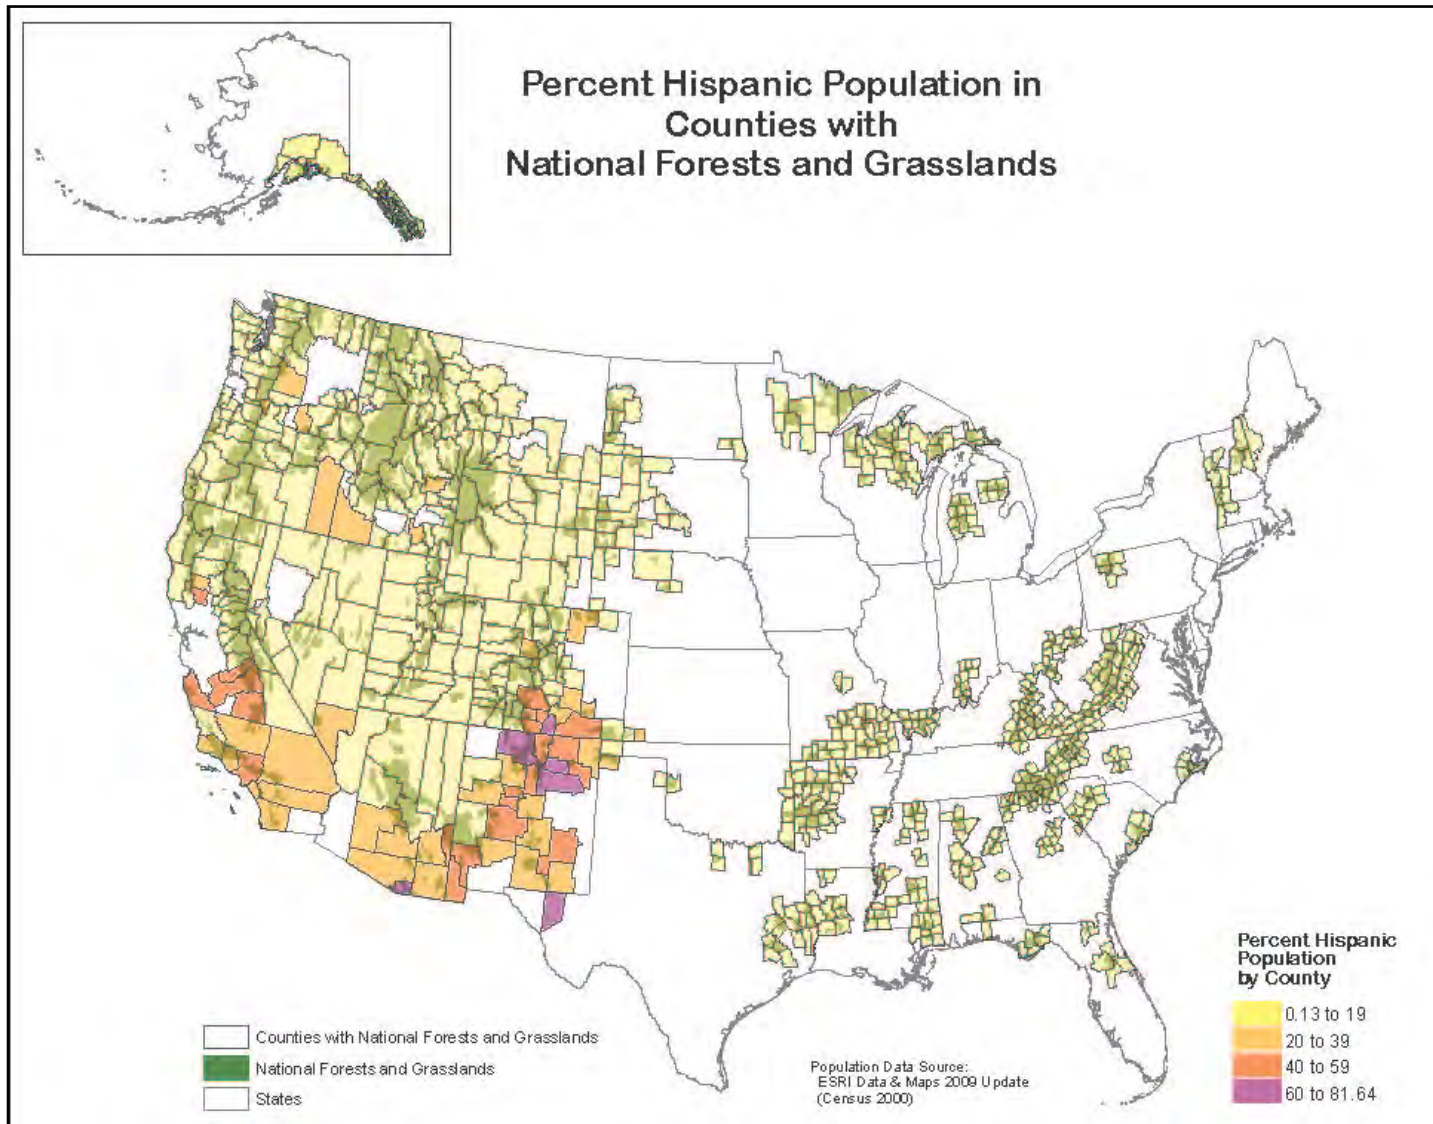 Percent Hispanic Population in
Counties with
National Forests and Grasslands
Counties with National Forests and Grasslands
National Forests and Grasslands
States
Population Data Source:
ESRI Data & Maps 2009 Update
(Census 2000)
Percent Hispanic
Population
by County
0.13 to 19
20 to 39
40 to 59
60 to 81.64